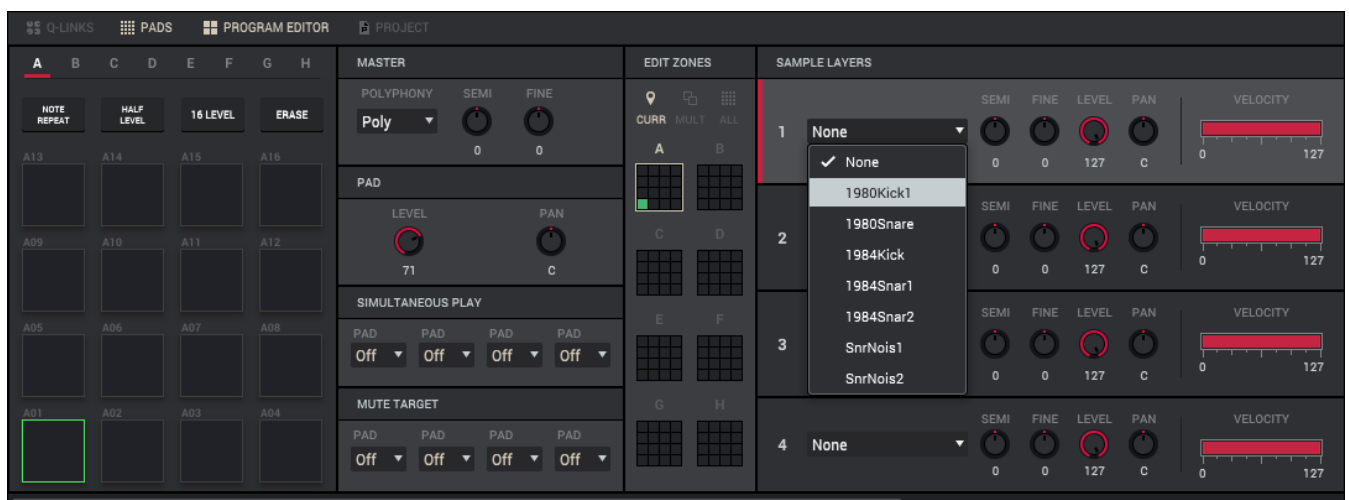 Q-LINKS PADS PROGRAM EDITOR PROJECT
A B C D E F G H
NOTE REPEAT
HALF LEVEL
16 LEVEL
ERASE
A13 A14 A15 A16
A09 A10 A11 A12
A05 A06 A07 A08
A01 A02 A03 A04
MASTER
POLYPHONY SEMI FINE
Poly
0 0
PAD
LEVEL PAN
71 C
SIMULTANEOUS PLAY
PAD PAD PAD PAD
Off Off Off Off
MUTE TARGET
PAD PAD PAD PAD
Off Off Off Off
EDIT ZONES
CURR MULT ALL
A B
C D
E F
G H
SAMPLE LAYERS
SEMI FINE LEVEL PAN VELOCITY
1 None
0 0 127 C 0 127
None
1980Kick1
1980Snare
1984Kick
1984Snar1
1984Snar2
SnrNois1
SnrNois2
SEMI FINE LEVEL PAN VELOCITY
2
0 0 127 C 0 127
SEMI FINE LEVEL PAN VELOCITY
3
0 0 127 C 0 127
SEMI FINE LEVEL PAN VELOCITY
4 None
0 0 127 C 0 127